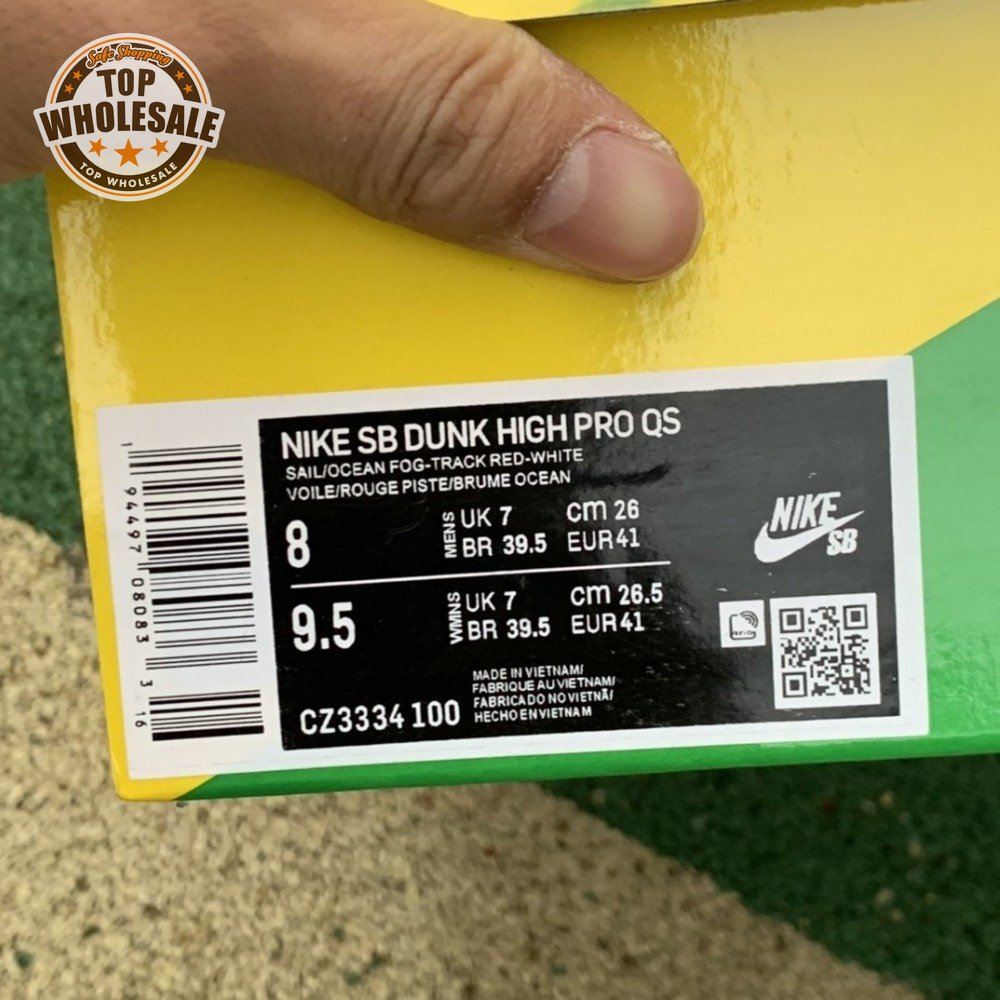 Safe Shopping
TOP
WHOLESALE
TOP WHOLESALE
NIKE SB DUNK HIGH PRO QS
SAIL/OCEAN FOG-TRACK RED-WHITE
VOILE/ROUGE PISTE/BRUME OCEAN
8 MENS UK 7 cm 26
BR 39.5 EUR 41
9.5 WMNS UK 7 cm 26.5
BR 39.5 EUR 41
NIKE
SB
MADE IN VIETNAM/
FABRIQUE AU VIETNAM/
FABRICADO NO VIETNÃ/
HECHO EN VIETNAM
CZ3334 100
1 94497 08083 3 16